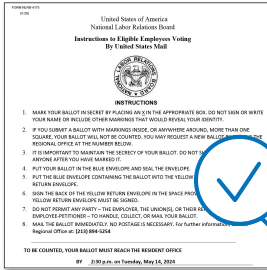 FORM NLRB-4175
United States of America
National Labor Relations Board
Instructions to Eligible Employees Voting
By United States Mail
INSTRUCTIONS
1. MARK YOUR BALLOT IN SECRET BY PLACING AN X IN THE APPROPRIATE BOX. DO NOT SIGN OR WRITE
YOUR NAME OR INCLUDE OTHER MARKINGS THAT WOULD REVEAL YOUR IDENTITY.
2. IF YOU SUBMIT A BALLOT WITH MARKINGS INSIDE, OR ANYWHERE AROUND, MORE THAN ONE
SQUARE, YOUR BALLOT WILL NOT BE COUNTED. YOU MAY REQUEST A NEW BALLOT
REGIONAL OFFICE AT THE NUMBER BELOW.
3. IT IS IMPORTANT TO MAINTAIN THE SECRECY OF YOUR BALLOT. DO NOT
ANYONE AFTER YOU HAVE MARKED IT.
4. PUT YOUR BALLOT IN THE BLUE ENVELOPE AND SEAL THE ENVELOPE.
5. PUT THE BLUE ENVELOPE CONTAINING THE BALLOT INTO THE YELLOW
RETURN ENVELOPE.
6. SIGN THE BACK OF THE YELLOW RETURN ENVELOPE IN THE SPACE
YELLOW RETURN ENVELOPE MUST BE SIGNED.
7. DO NOT PERMIT ANY PARTY – THE EMPLOYER, THE UNION(S), OR THEIR
EMPLOYEE-PETITIONER – TO HANDLE, COLLECT, OR MAIL YOUR BALLOT.
8. MAIL THE BALLOT IMMEDIATELY. NO POSTAGE IS NECESSARY. For further information,
Regional Office at: (213) 894-5254
TO BE COUNTED, YOUR BALLOT MUST REACH THE RESIDENT OFFICE
BY 2:30 p.m. on Tuesday, May 14, 2024